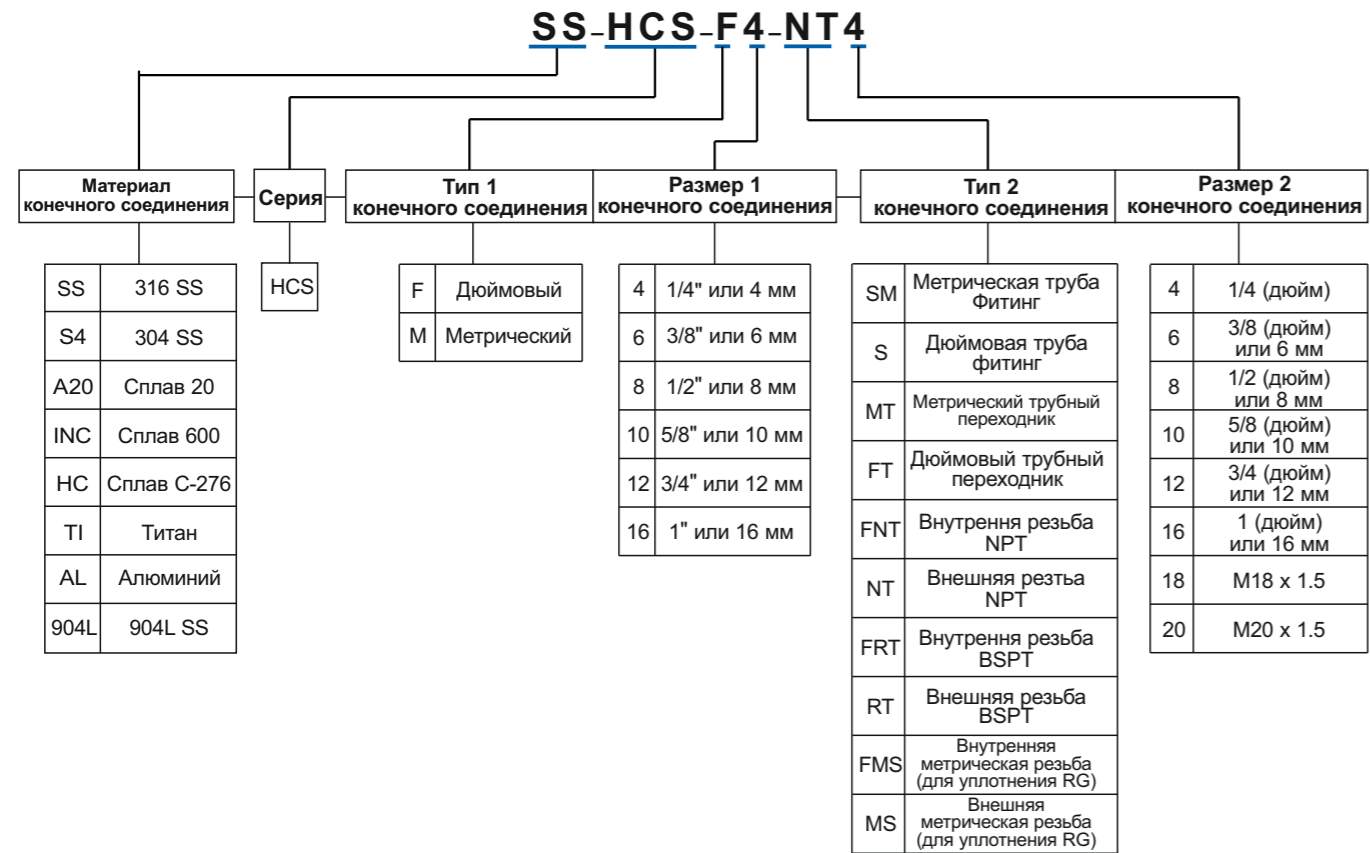 SS-HCS-F4-NT4
Материал
конечного соединения
Серия
Тип 1
конечного соединения
Размер 1
конечного соединения
Тип 2
конечного соединения
Размер 2
конечного соединения
SS 316 SS
S4 304 SS
A20 Сплав 20
INC Сплав 600
HC Сплав C-276
TI Титан
AL Алюминий
904L 904L SS
HCS
F Дюймовый
M Метрический
4 1/4" или 4 мм
6 3/8" или 6 мм
8 1/2" или 8 мм
10 5/8" или 10 мм
12 3/4" или 12 мм
16 1" или 16 мм
SM Метрическая труба
Фитинг
S Дюймовая труба
фитинг
MT Метрический трубный
переходник
FT Дюймовый трубный
переходник
FNT Внутрення резьба
NPT
NT Внешняя резтьа
NPT
FRT Внутрення резьба
BSPT
RT Внешняя резьба
BSPT
FMS Внутренняя
метрическая резьба
(для уплотнения RG)
MS Внешняя
метрическая резьба
(для уплотнения RG)
4 1/4 (дюйм)
6 3/8 (дюйм)
или 6 мм
8 1/2 (дюйм)
или 8 мм
10 5/8 (дюйм)
или 10 мм
12 3/4 (дюйм)
или 12 мм
16 1 (дюйм)
или 16 мм
18 M18 x 1.5
20 M20 x 1.5